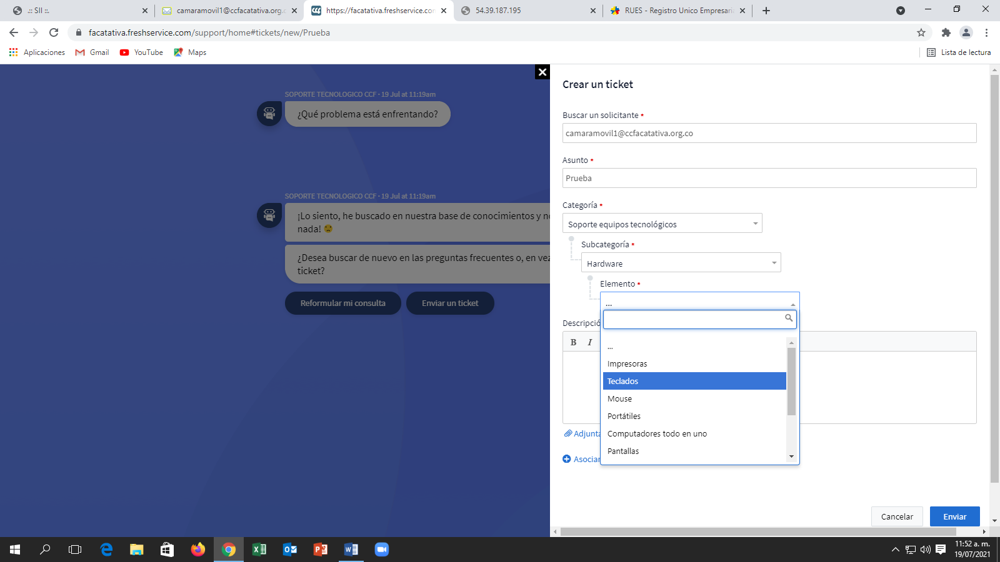 .:: SII ::.
camaramovil1@ccfacatativa.org.c
https://facatativa.freshservice.co
54.39.187.195
RUES - Registro Unico Empresari
facatativa.freshservice.com/support/home#tickets/new/Prueba
Aplicaciones
Gmail
YouTube
Maps
Lista de lectura
SOPORTE TECNOLOGICO CCF · 19 Jul at 11:19am
¿Qué problema está enfrentando?
SOPORTE TECNOLOGICO CCF · 19 Jul at 11:19am
¡Lo siento, he buscado en nuestra base de conocimientos y n
nada!
¿Desea buscar de nuevo en las preguntas frecuentes o, en vez
ticket?
Reformular mi consulta
Enviar un ticket
Crear un ticket
Buscar un solicitante *
camaramovil1@ccfacatativa.org.co
Asunto *
Prueba
Categoría *
Soporte equipos tecnológicos
Subcategoría *
Hardware
Elemento *
...
Descripció
B I
...
Impresoras
Teclados
Mouse
Portátiles
Computadores todo en uno
Pantallas
Adjunta
Asociar
Cancelar
Enviar
11:52 a. m.
19/07/2021